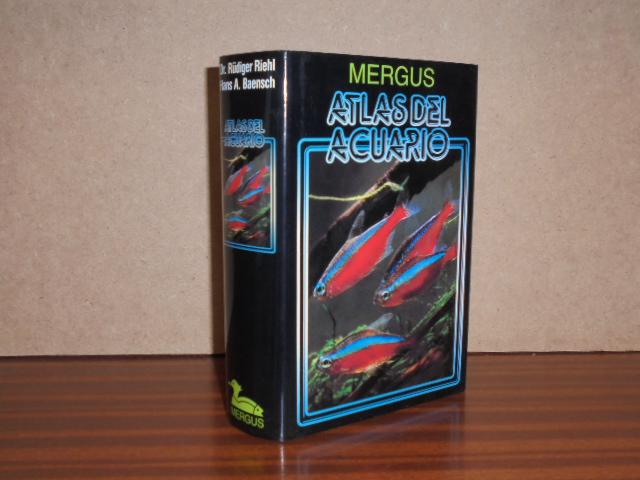 Dr. Rüdiger Riehl
Hans A. Baensch
ATLAS DEL
ACUARIO
MERGUS
MERGUS
ATLAS DEL
ACUARIO